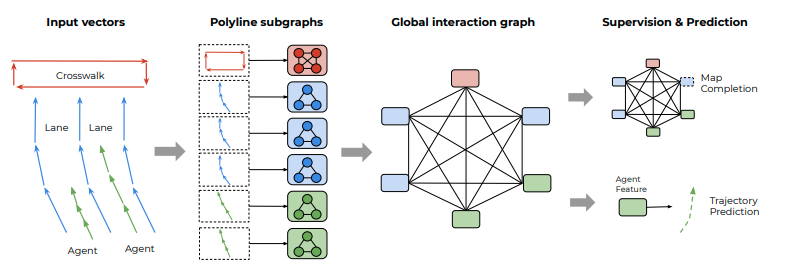 Input vectors
Polyline subgraphs
Global interaction graph
Supervision & Prediction
Crosswalk
Lane
Lane
Agent
Agent
Map
Completion
Agent
Feature
Trajectory
Prediction